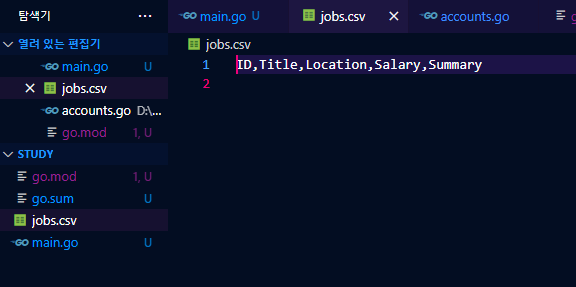 탐색기 ...
열려 있는 편집기
main.go U
jobs.csv
accounts.go D:\...
go.mod 1, U
STUDY
go.mod 1, U
go.sum U
jobs.csv
main.go U
main.go U jobs.csv accounts.go
jobs.csv
1 ID,Title,Location,Salary,Summary
2